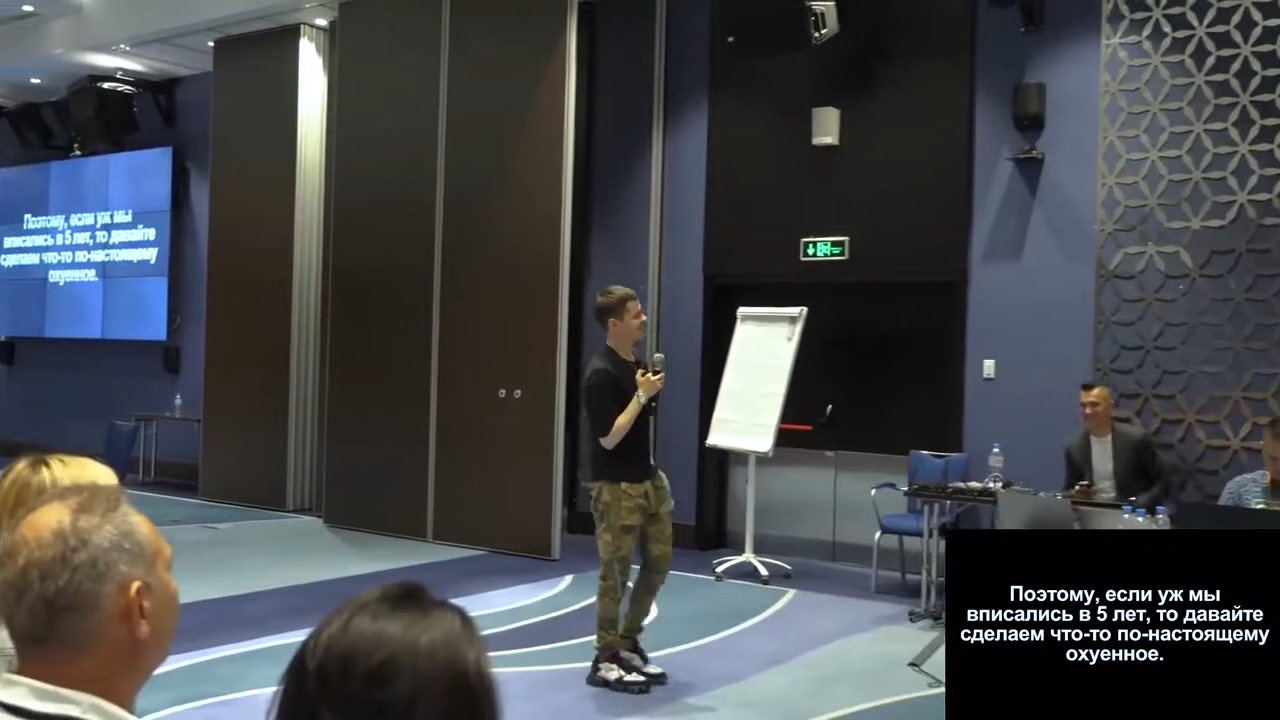 Поэтому, если уж мы
вписались в 5 лет, то давайте
сделаем что-то по-настоящему
охуенное.
Поэтому, если уж мы
вписались в 5 лет, то давайте
сделаем что-то по-настоящему
охуенное.